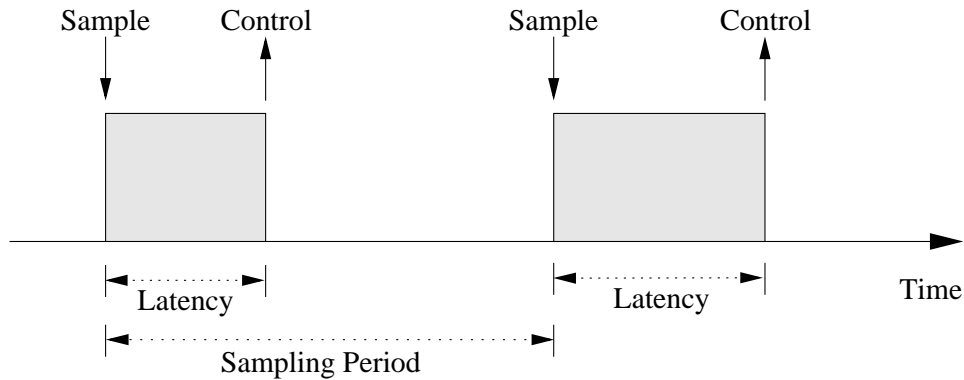 Sample Control Sample Control
Latency Latency Time
Sampling Period